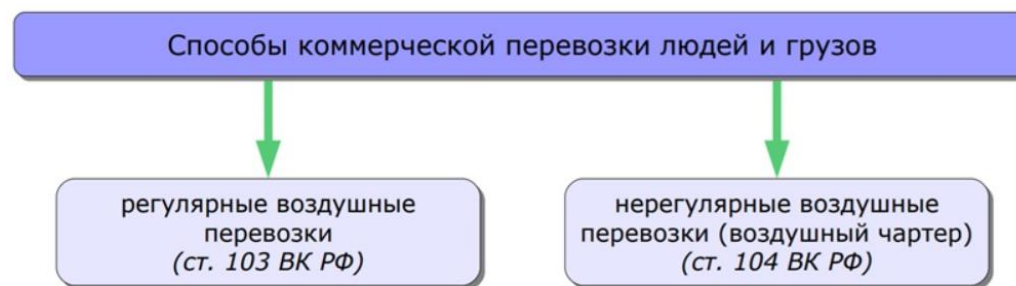 Способы коммерческой перевозки людей и грузов
регулярные воздушные
перевозки
(ст. 103 ВК РФ)
нерегулярные воздушные
перевозки (воздушный чартер)
(ст. 104 ВК РФ)